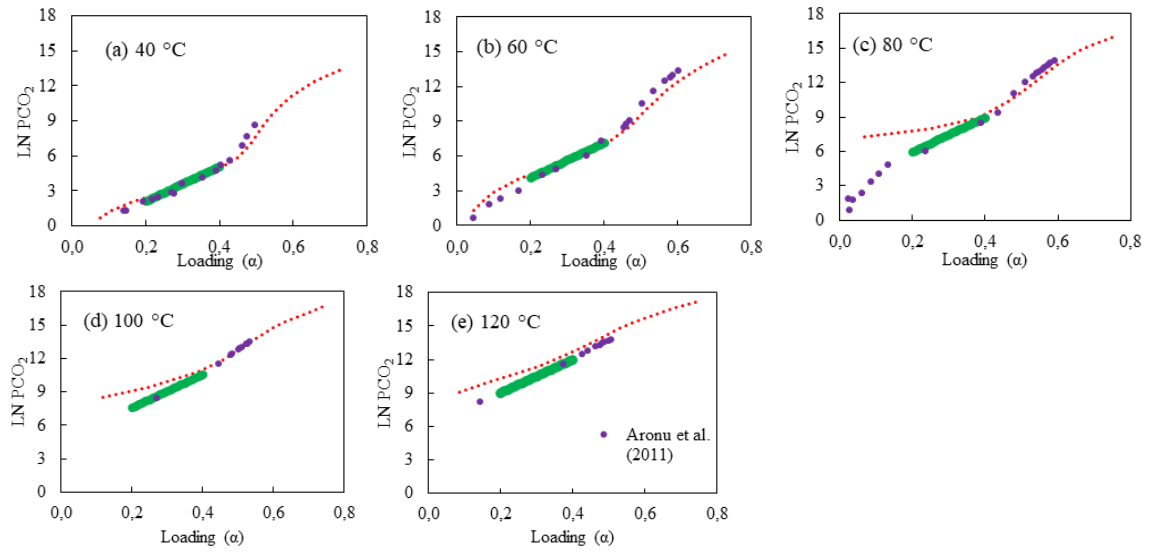 (a) 40 °C
LN PCO2
18
15
12
9
6
3
0
0,0 0,2 0,4 0,6 0,8
Loading (α)
(b) 60 °C
LN PCO2
18
15
12
9
6
3
0
0,0 0,2 0,4 0,6 0,8
Loading (α)
(c) 80 °C
LN PCO2
18
15
12
9
6
3
0
0,0 0,2 0,4 0,6 0,8
Loading (α)
(d) 100 °C
LN PCO2
18
15
12
9
6
3
0
0,0 0,2 0,4 0,6 0,8
Loading (α)
(e) 120 °C
LN PCO2
18
15
12
9
6
3
0
0,0 0,2 0,4 0,6 0,8
Loading (α)
Aronu et al.
(2011)